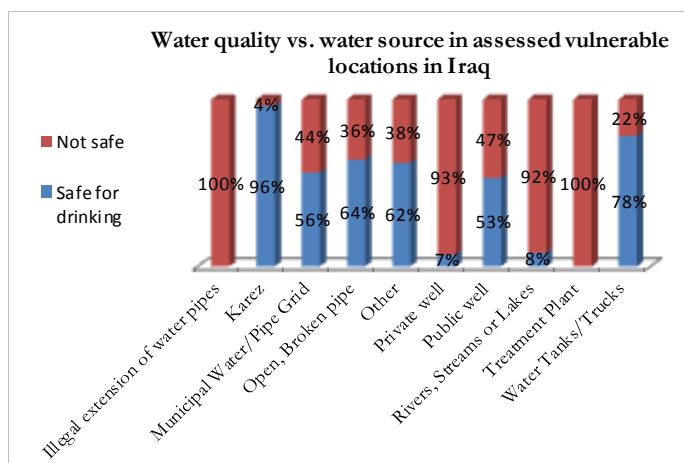 Water quality vs. water source in assessed vulnerable
locations in Iraq
Not safe
Safe for
drinking
100%
4%
96%
44%
56%
36%
64%
38%
62%
93%
7%
47%
53%
92%
8%
100%
22%
78%
Illegal extension of water pipes
Karez
Municipal Water/Pipe Grid
Open, Broken pipe
Other
Private well
Public well
Rivers, Streams or Lakes
Treatment Plant
Water Tanks/Trucks